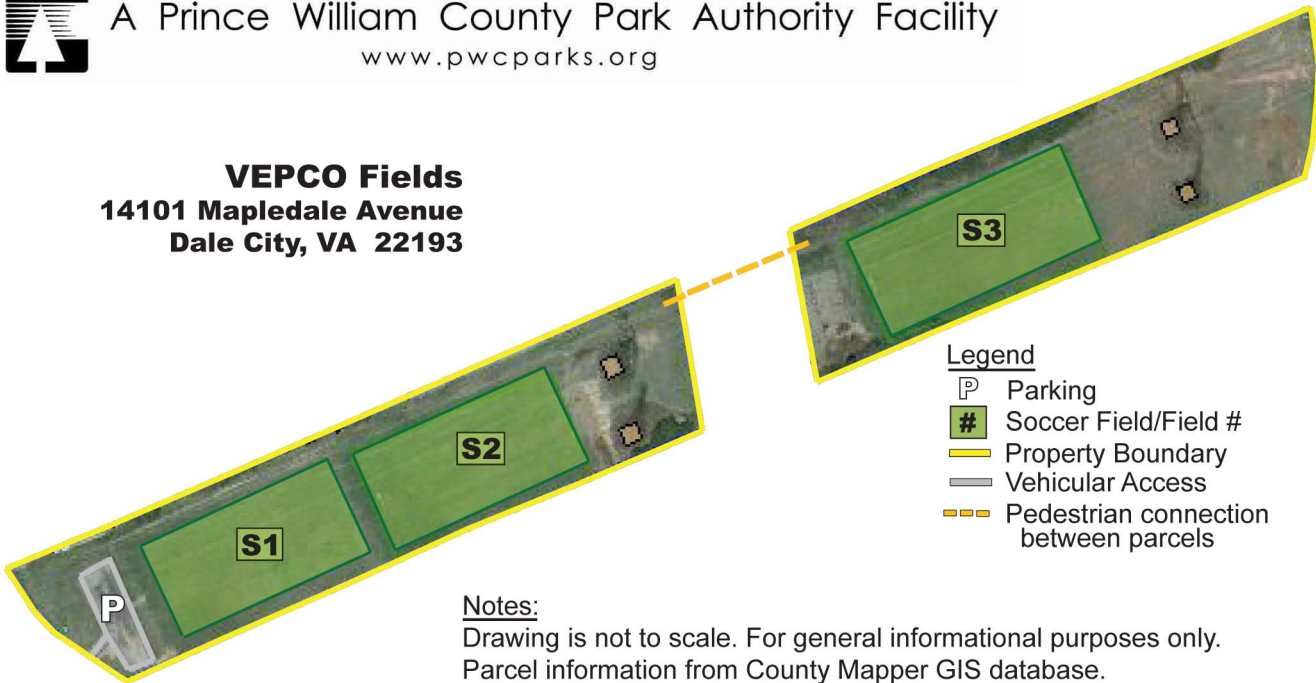 A Prince William County Park Authority Facility
www.pwcparks.org
VEPCO Fields
14101 Mapledale Avenue
Dale City, VA 22193
S3
S2
S1
P
Legend
P Parking
# Soccer Field/Field #
Property Boundary
Vehicular Access
Pedestrian connection
between parcels
Notes:
Drawing is not to scale. For general informational purposes only.
Parcel information from County Mapper GIS database.